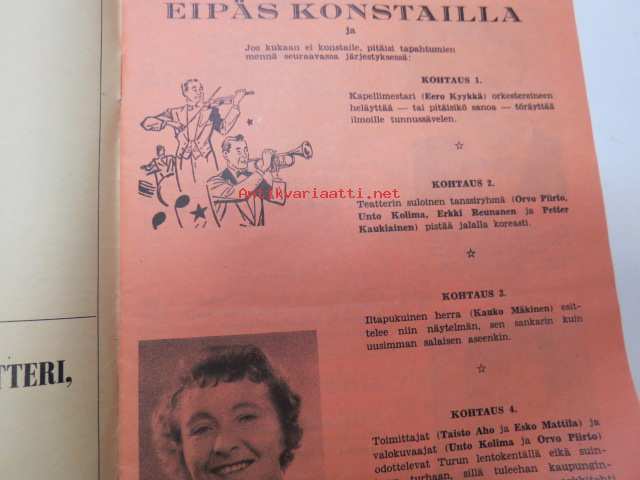 EIPÄS KONSTAILLA
ja
Jos kukaan ei konstaile, pitäisi tapahtumien
mennä seuraavassa järjestyksessä:
KOHTAUS 1.
Kapellimestari (Eero Kyykkä) orkestereineen
heläyttää — tai pitäisikö sanoa — töräyttää
ilmoille tunnussävelen.
Antikvariaatti.net
KOHTAUS 2.
Teatterin suloinen tanssiryhmä (Orvo Piirto,
Unto Kolima, Erkki Reunanen ja Petter
Kaukiainen) pistää jalalla koreasti.
KOHTAUS 3.
Iltapukuinen herra (Kauko Mäkinen) esit-
telee niin näytelmän, sen sankarin kuin
uusimman salaisen aseenkin.
TTERI,
KOHTAUS 4.
Toimittajat (Taisto Aho ja Esko Mattila) ja
valokuvaajat (Unto Kolima ja Orvo Piirto)
odottelevat Turun lentokentällä eikä suin-
turhaan, sillä tuleehan kaupungin-